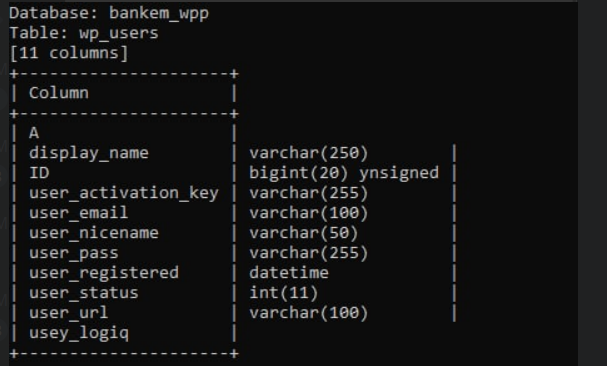 Database: bankem_wpp
Table: wp_users
[11 columns]
+---------------------+
| Column              |
+---------------------+
| A                   |
| display_name        | varchar(250)        |
| ID                  | bigint(20) ynsigned |
| user_activation_key | varchar(255)        |
| user_email          | varchar(100)        |
| user_nicename       | varchar(50)         |
| user_pass           | varchar(255)        |
| user_registered     | datetime            |
| user_status         | int(11)             |
| user_url            | varchar(100)        |
| usey_logiq          |
+---------------------+